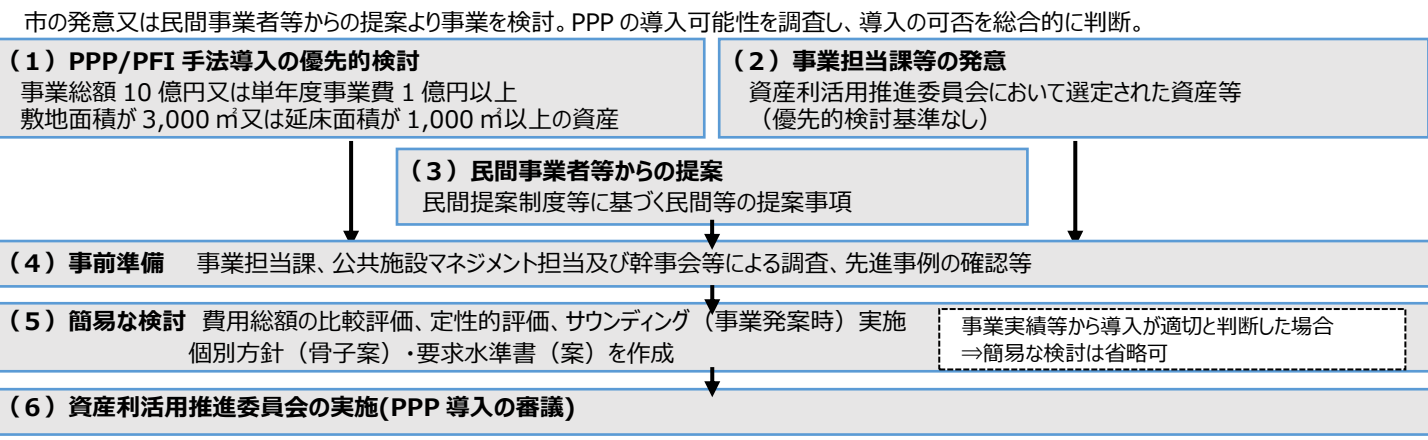 市の発意又は民間事業者等からの提案より事業を検討。PPP の導入可能性を調査し、導入の可否を総合的に判断。
（１）PPP/PFI 手法導入の優先的検討
事業総額 10 億円又は単年度事業費 1 億円以上
敷地面積が 3,000 ㎡又は延床面積が 1,000 ㎡以上の資産
（２）事業担当課等の発意
資産利活用推進委員会において選定された資産等
（優先的検討基準なし）
（３）民間事業者等からの提案
民間提案制度等に基づく民間等の提案事項
（４）事前準備 事業担当課、公共施設マネジメント担当及び幹事会等による調査、先進事例の確認等
（５）簡易な検討 費用総額の比較評価、定性的評価、サウンディング（事業発案時）実施
個別方針（骨子案）・要求水準書（案）を作成
事業実績等から導入が適切と判断した場合
⇒簡易な検討は省略可
（６）資産利活用推進委員会の実施(PPP 導入の審議)